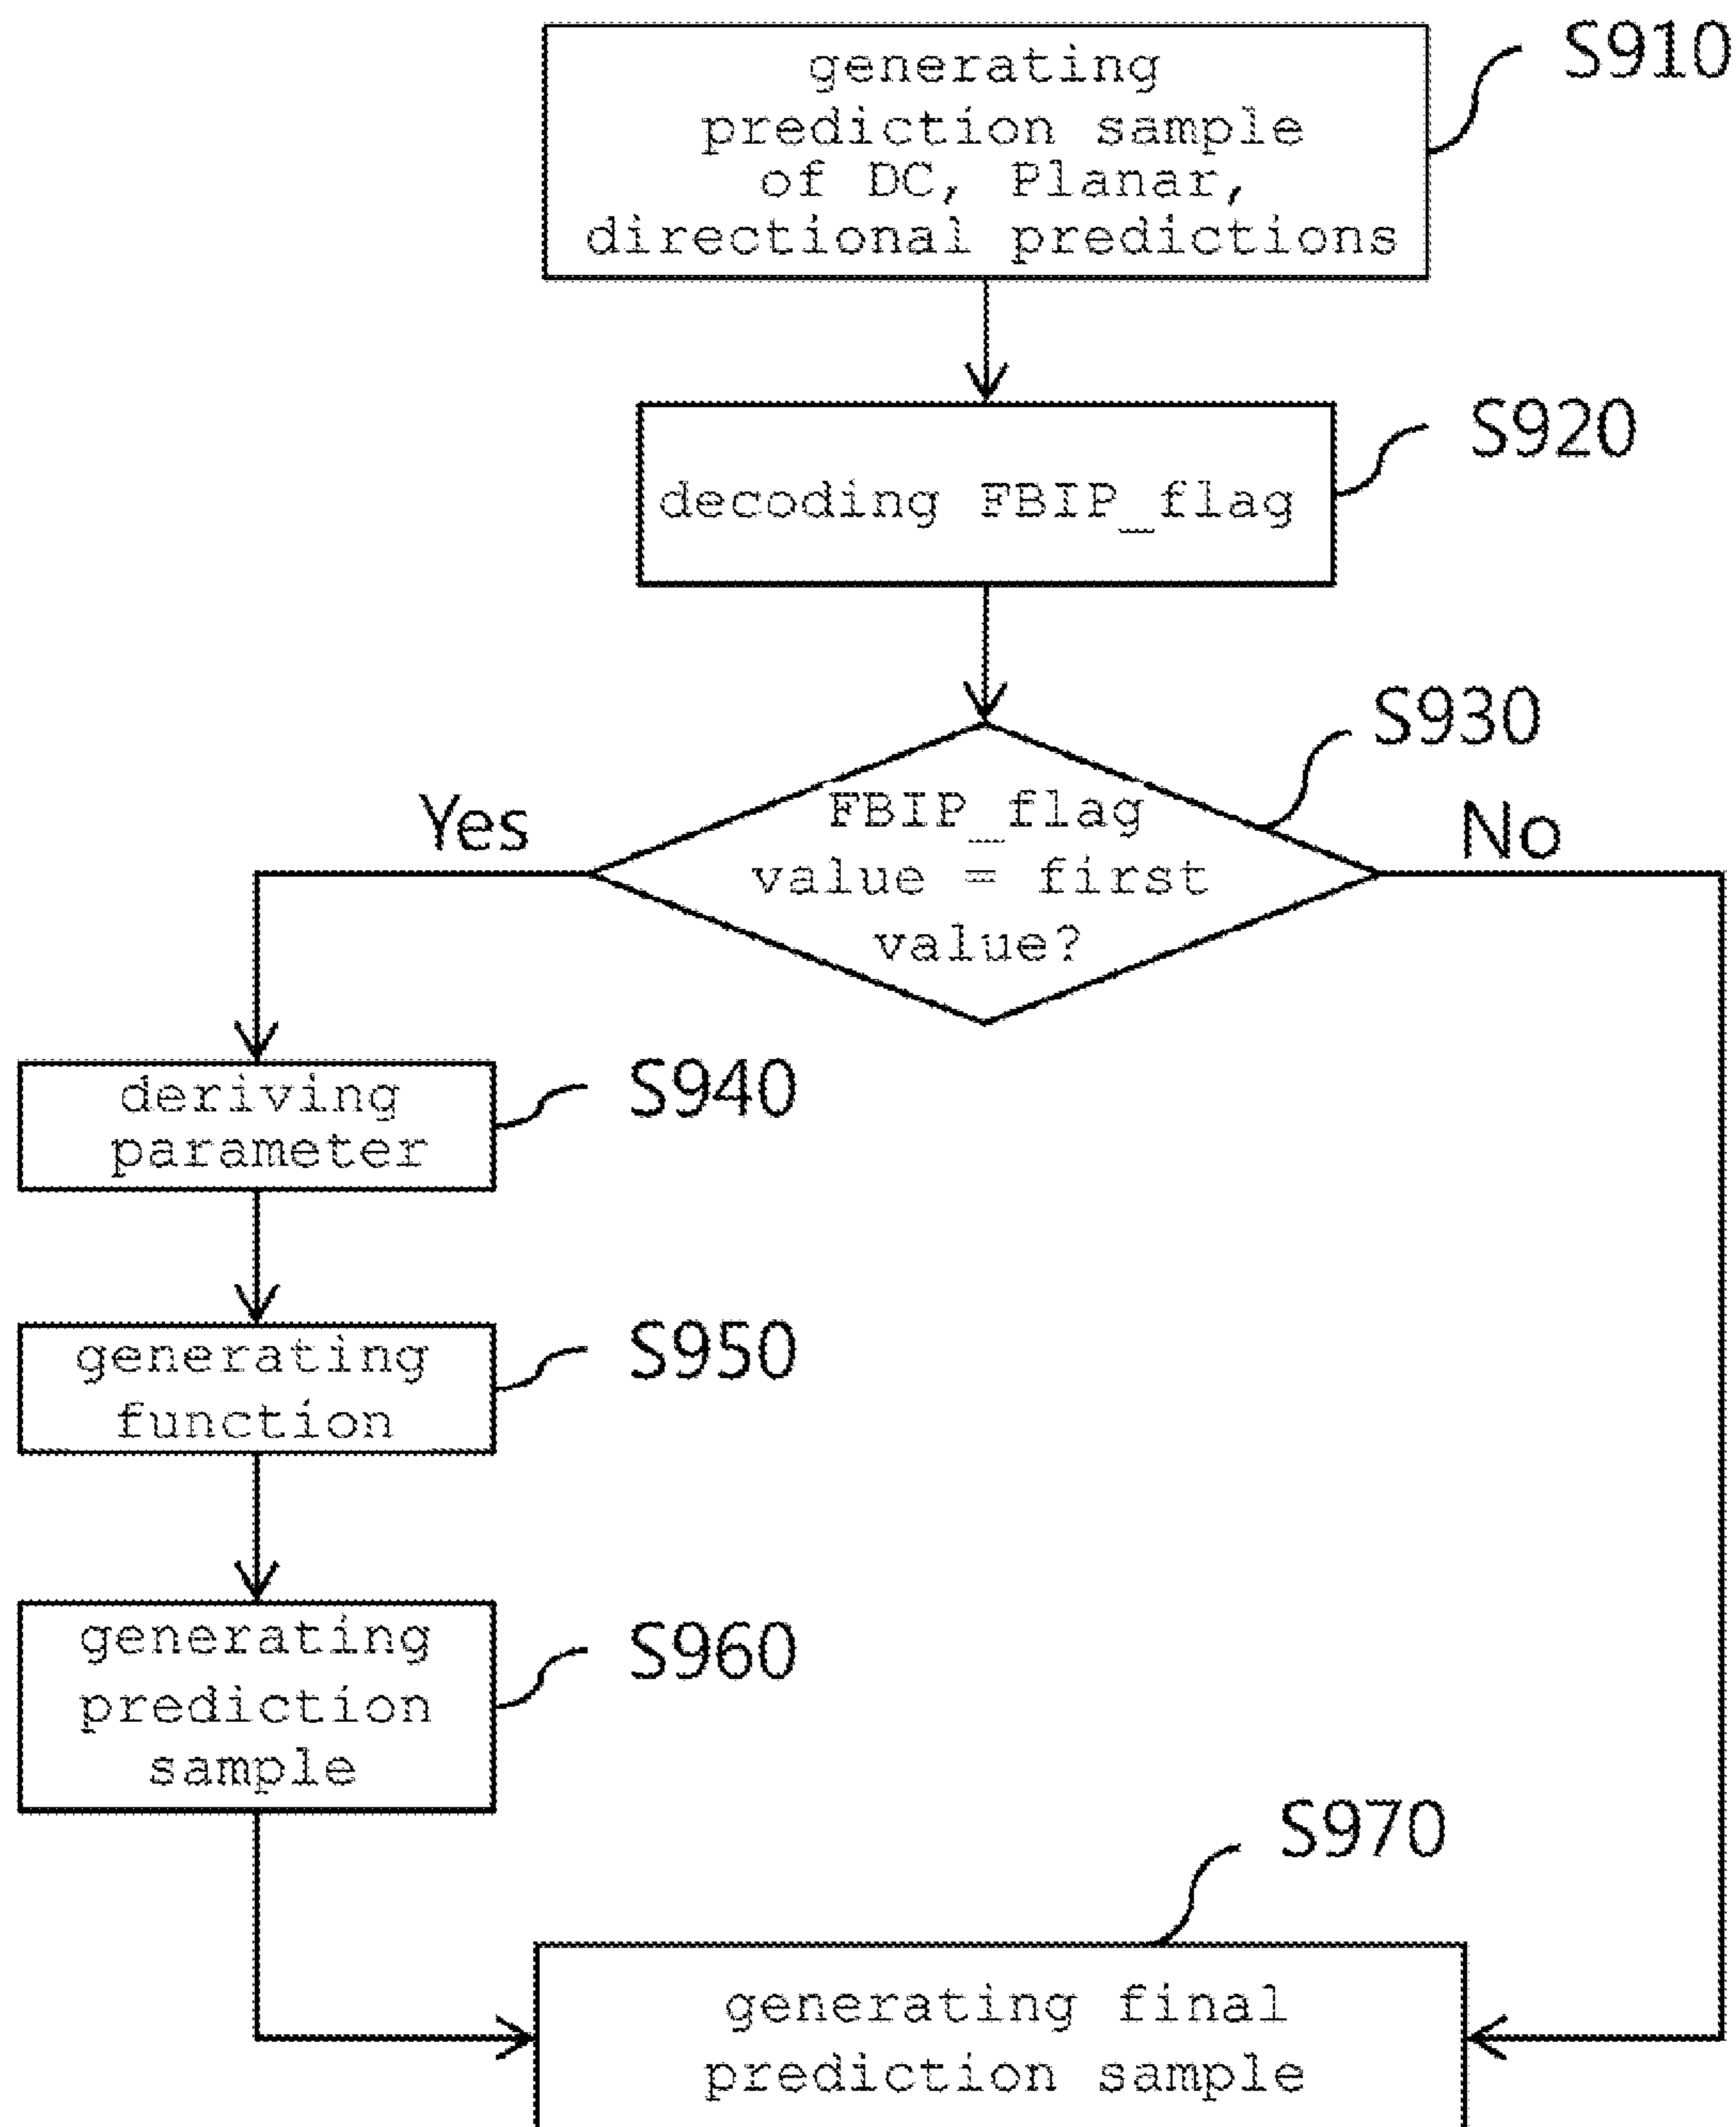 generating
prediction sample
of DC, Planar,
directional predictions
S910
decoding FBIP_flag
S920
FBIP_flag
value = first
value?
S930
Yes
No
deriving
parameter
S940
generating
function
S950
generating
prediction
sample
S960
S970
generating final
prediction sample